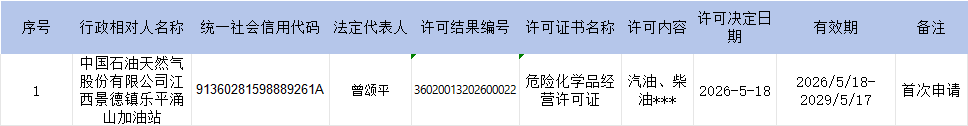 序号 行政相对人名称 统一社会信用代码 法定代表人 许可结果编号 许可证书名称 许可内容 许可决定日期 有效期 备注
1 中国石油天然气股份有限公司江西景德镇乐平涌山加油站 91360281598889261A 曾颂平 36020013202600022 危险化学品经营许可证 汽油、柴油*** 2026-5-18 2026/5/18-2029/5/17 首次申请